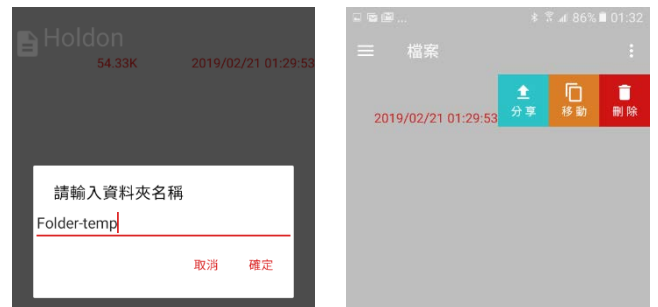 Holdon
54.33K 2019/02/21 01:29:53
請輸入資料夾名稱
Folder-temp
取消 確定
... 86% 01:32
檔案
2019/02/21 01:29:53 分享 移動 刪除